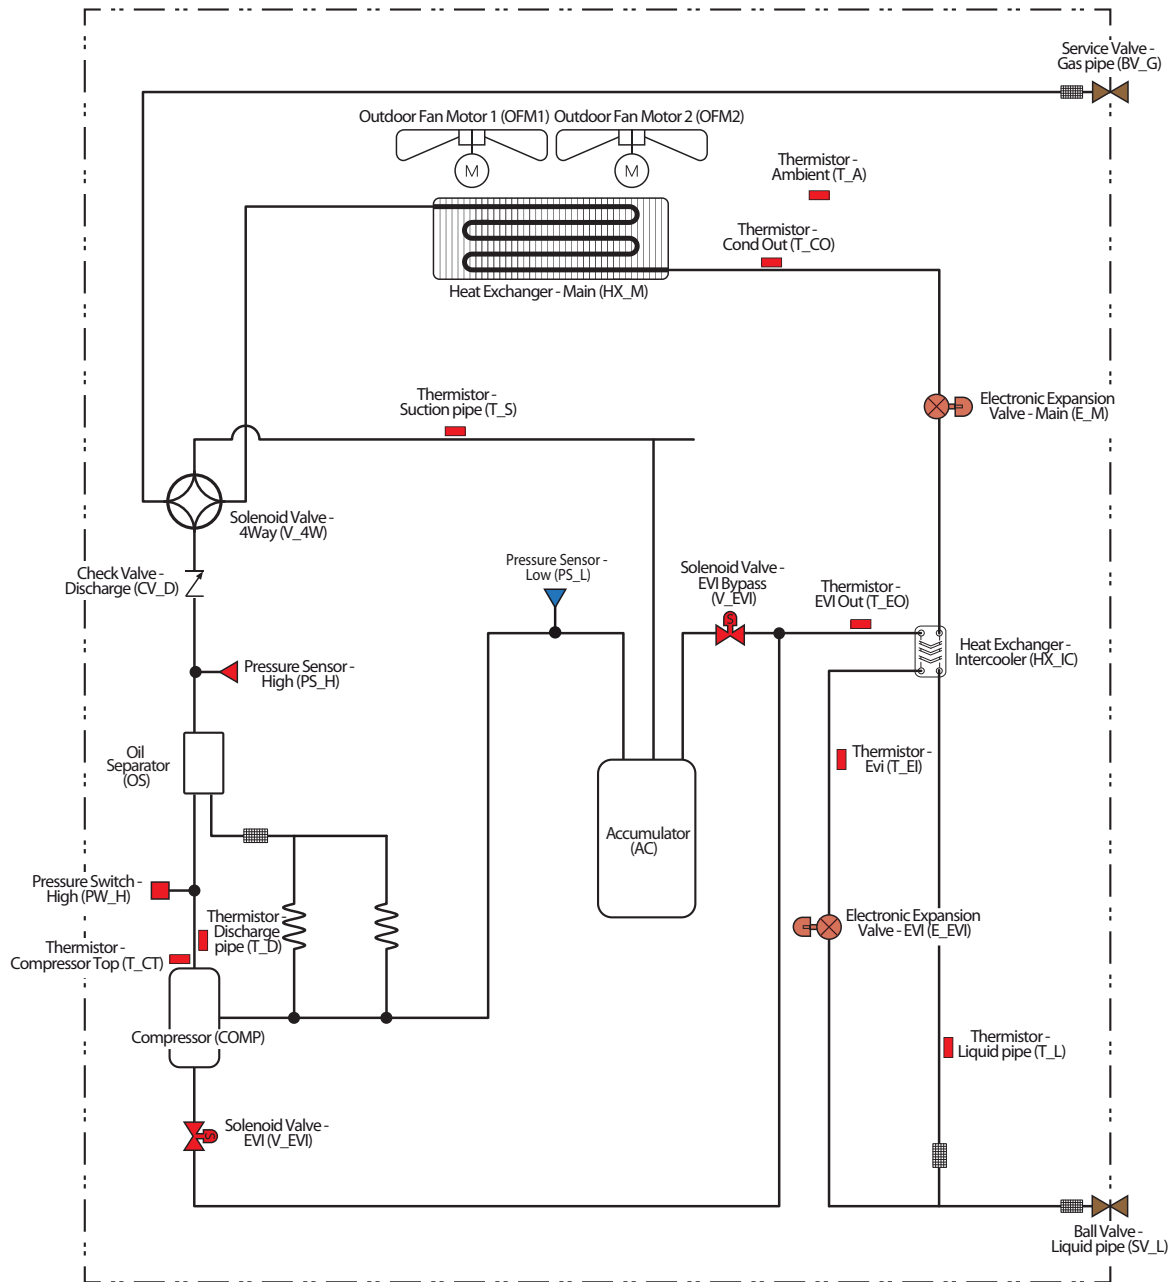 Service Valve -
Gas pipe (BV_G)
Outdoor Fan Motor 1 (OFM1)
Outdoor Fan Motor 2 (OFM2)
M
M
Thermistor -
Ambient (T_A)
Thermistor -
Cond Out (T_CO)
Heat Exchanger - Main (HX_M)
Thermistor -
Suction pipe (T_S)
Electronic Expansion
Valve - Main (E_M)
Solenoid Valve -
4Way (V_4W)
Check Valve -
Discharge (CV_D)
Pressure Sensor -
Low (PS_L)
Solenoid Valve -
EVI Bypass
(V_EVI)
S
Thermistor -
EVI Out (T_EO)
Heat Exchanger -
Intercooler (HX_IC)
Pressure Sensor -
High (PS_H)
Oil
Separator
(OS)
Thermistor -
Evi (T_EI)
Accumulator
(AC)
Pressure Switch -
High (PW_H)
Thermistor -
Discharge
pipe (T_D)
Electronic Expansion
Valve - EVI (E_EVI)
Thermistor -
Compressor Top (T_CT)
Compressor (COMP)
Thermistor -
Liquid pipe (T_L)
Solenoid Valve -
EVI (V_EVI)
S
Ball Valve -
Liquid pipe (SV_L)